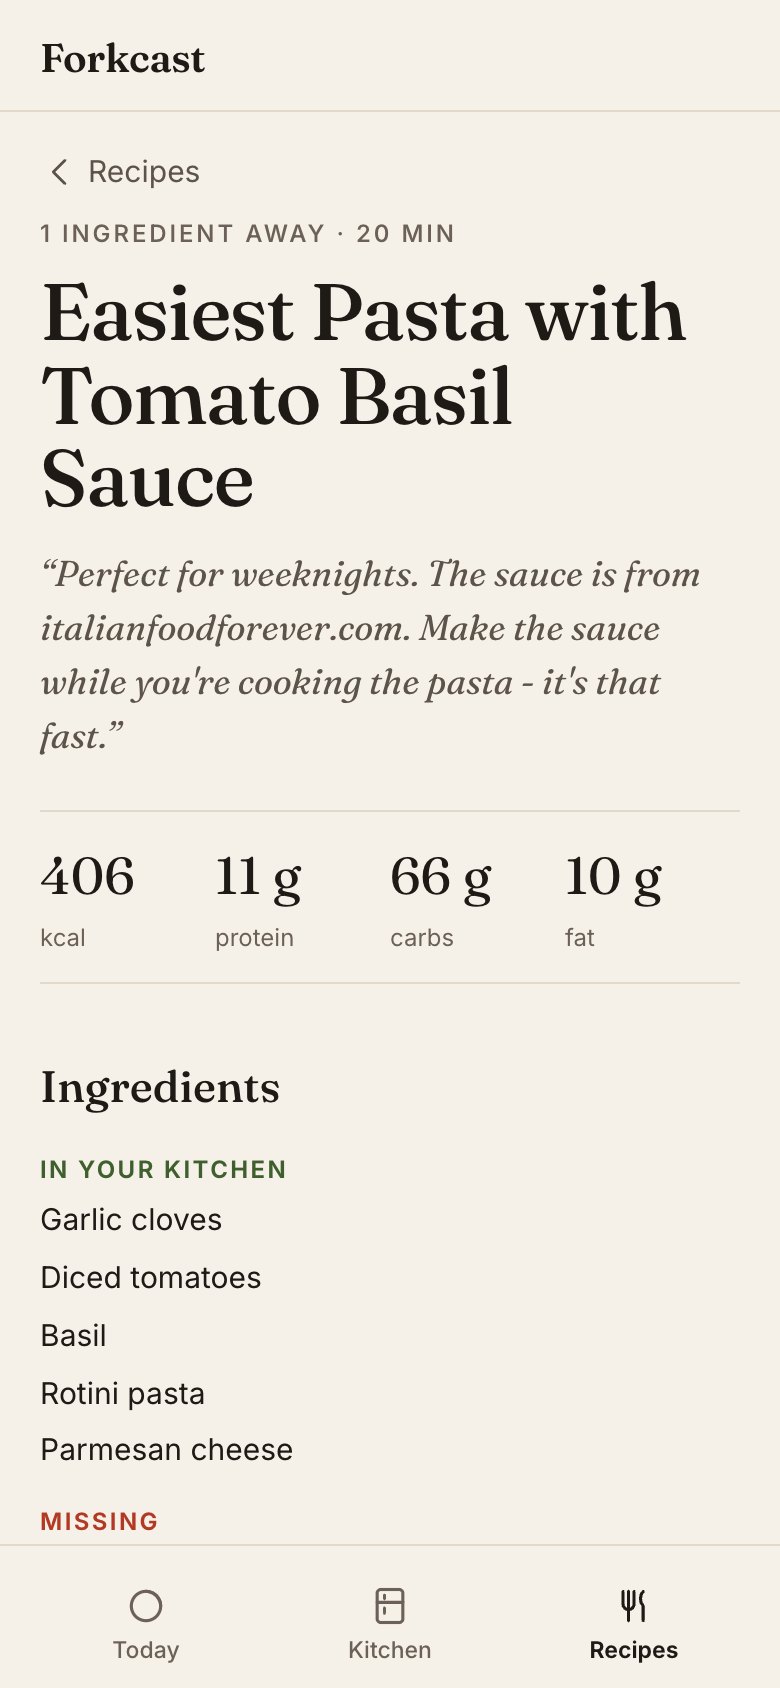 Forkcast
Recipes
1 INGREDIENT AWAY · 20 MIN
Easiest Pasta with
Tomato Basil
Sauce
“Perfect for weeknights. The sauce is from
italianfoodforever.com. Make the sauce
while you're cooking the pasta - it's that
fast.”
406 11 g 66 g 10 g
kcal protein carbs fat
Ingredients
IN YOUR KITCHEN
Garlic cloves
Diced tomatoes
Basil
Rotini pasta
Parmesan cheese
MISSING
Today Kitchen Recipes